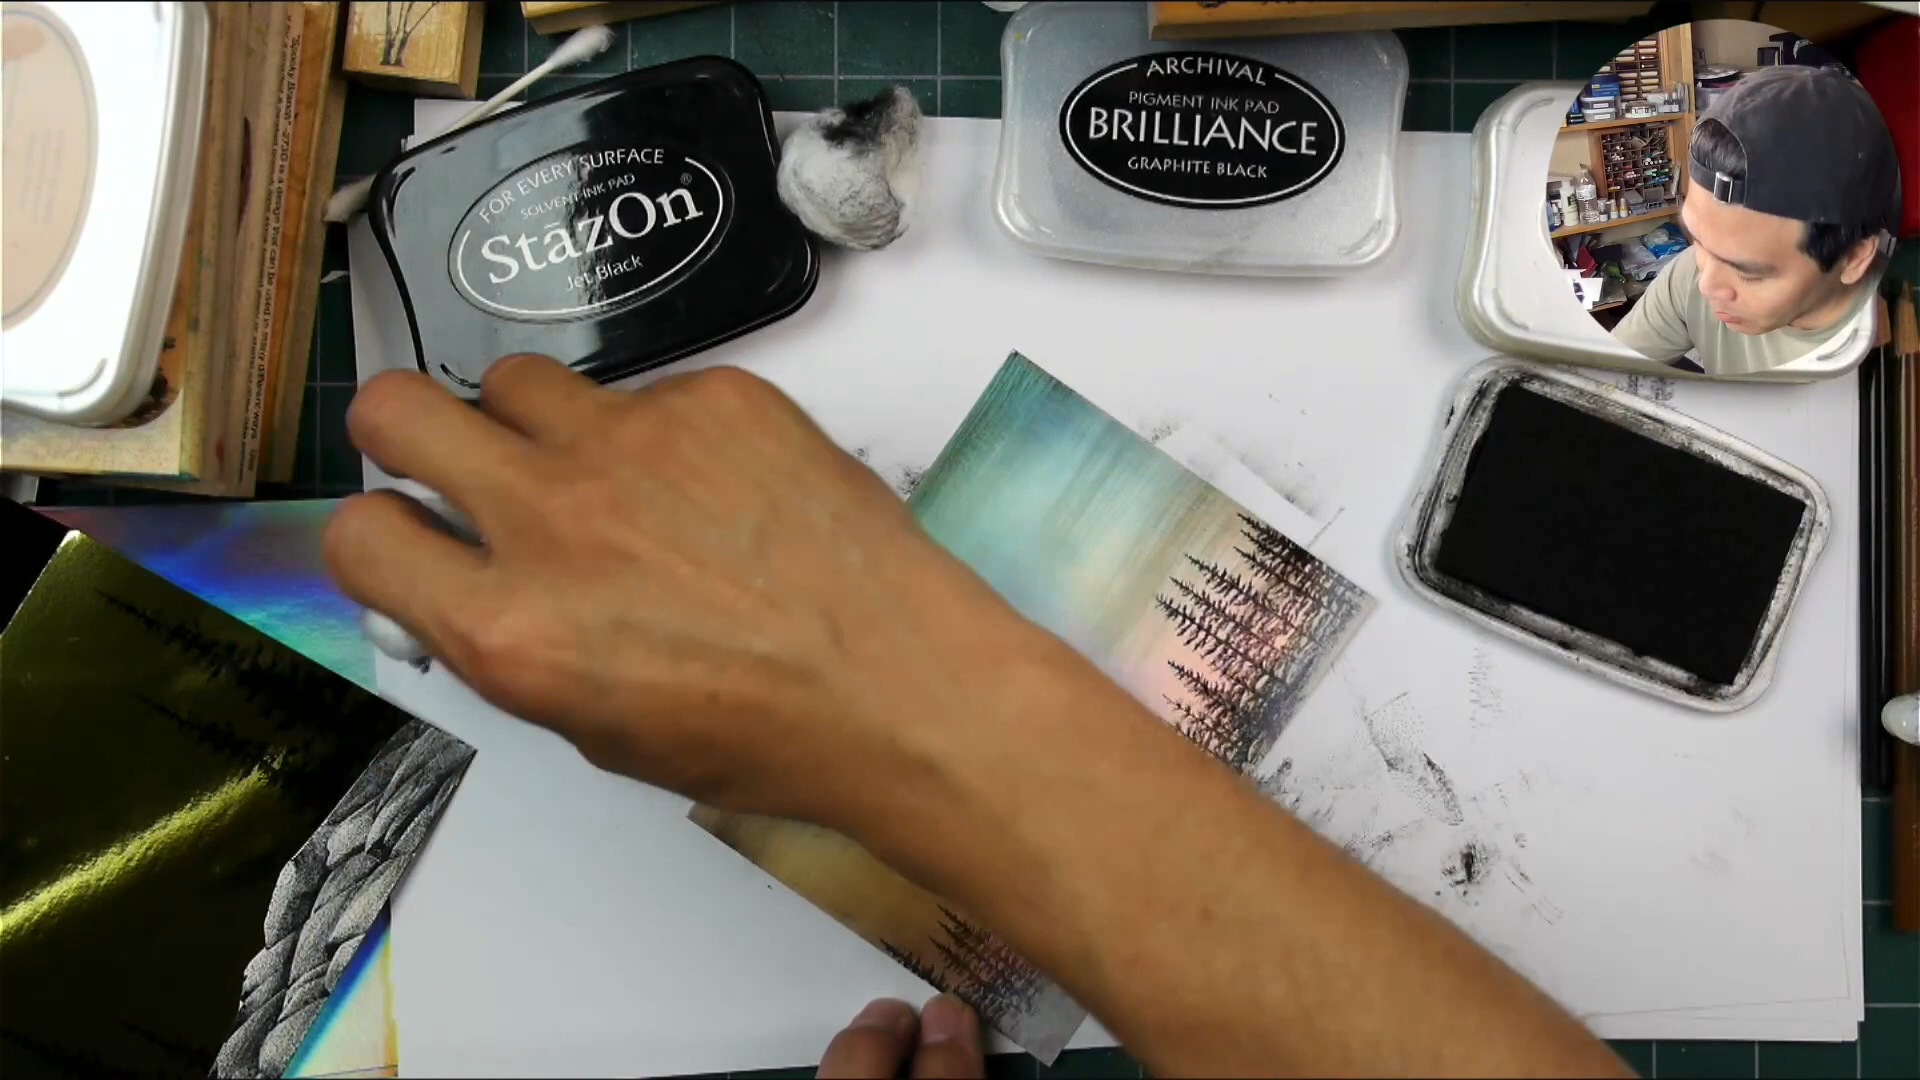 FOR EVERY SURFACE
SOLVENT INK PAD
StāzOn®
Jet Black
ARCHIVAL
PIGMENT INK PAD
BRILLIANCE
GRAPHITE BLACK